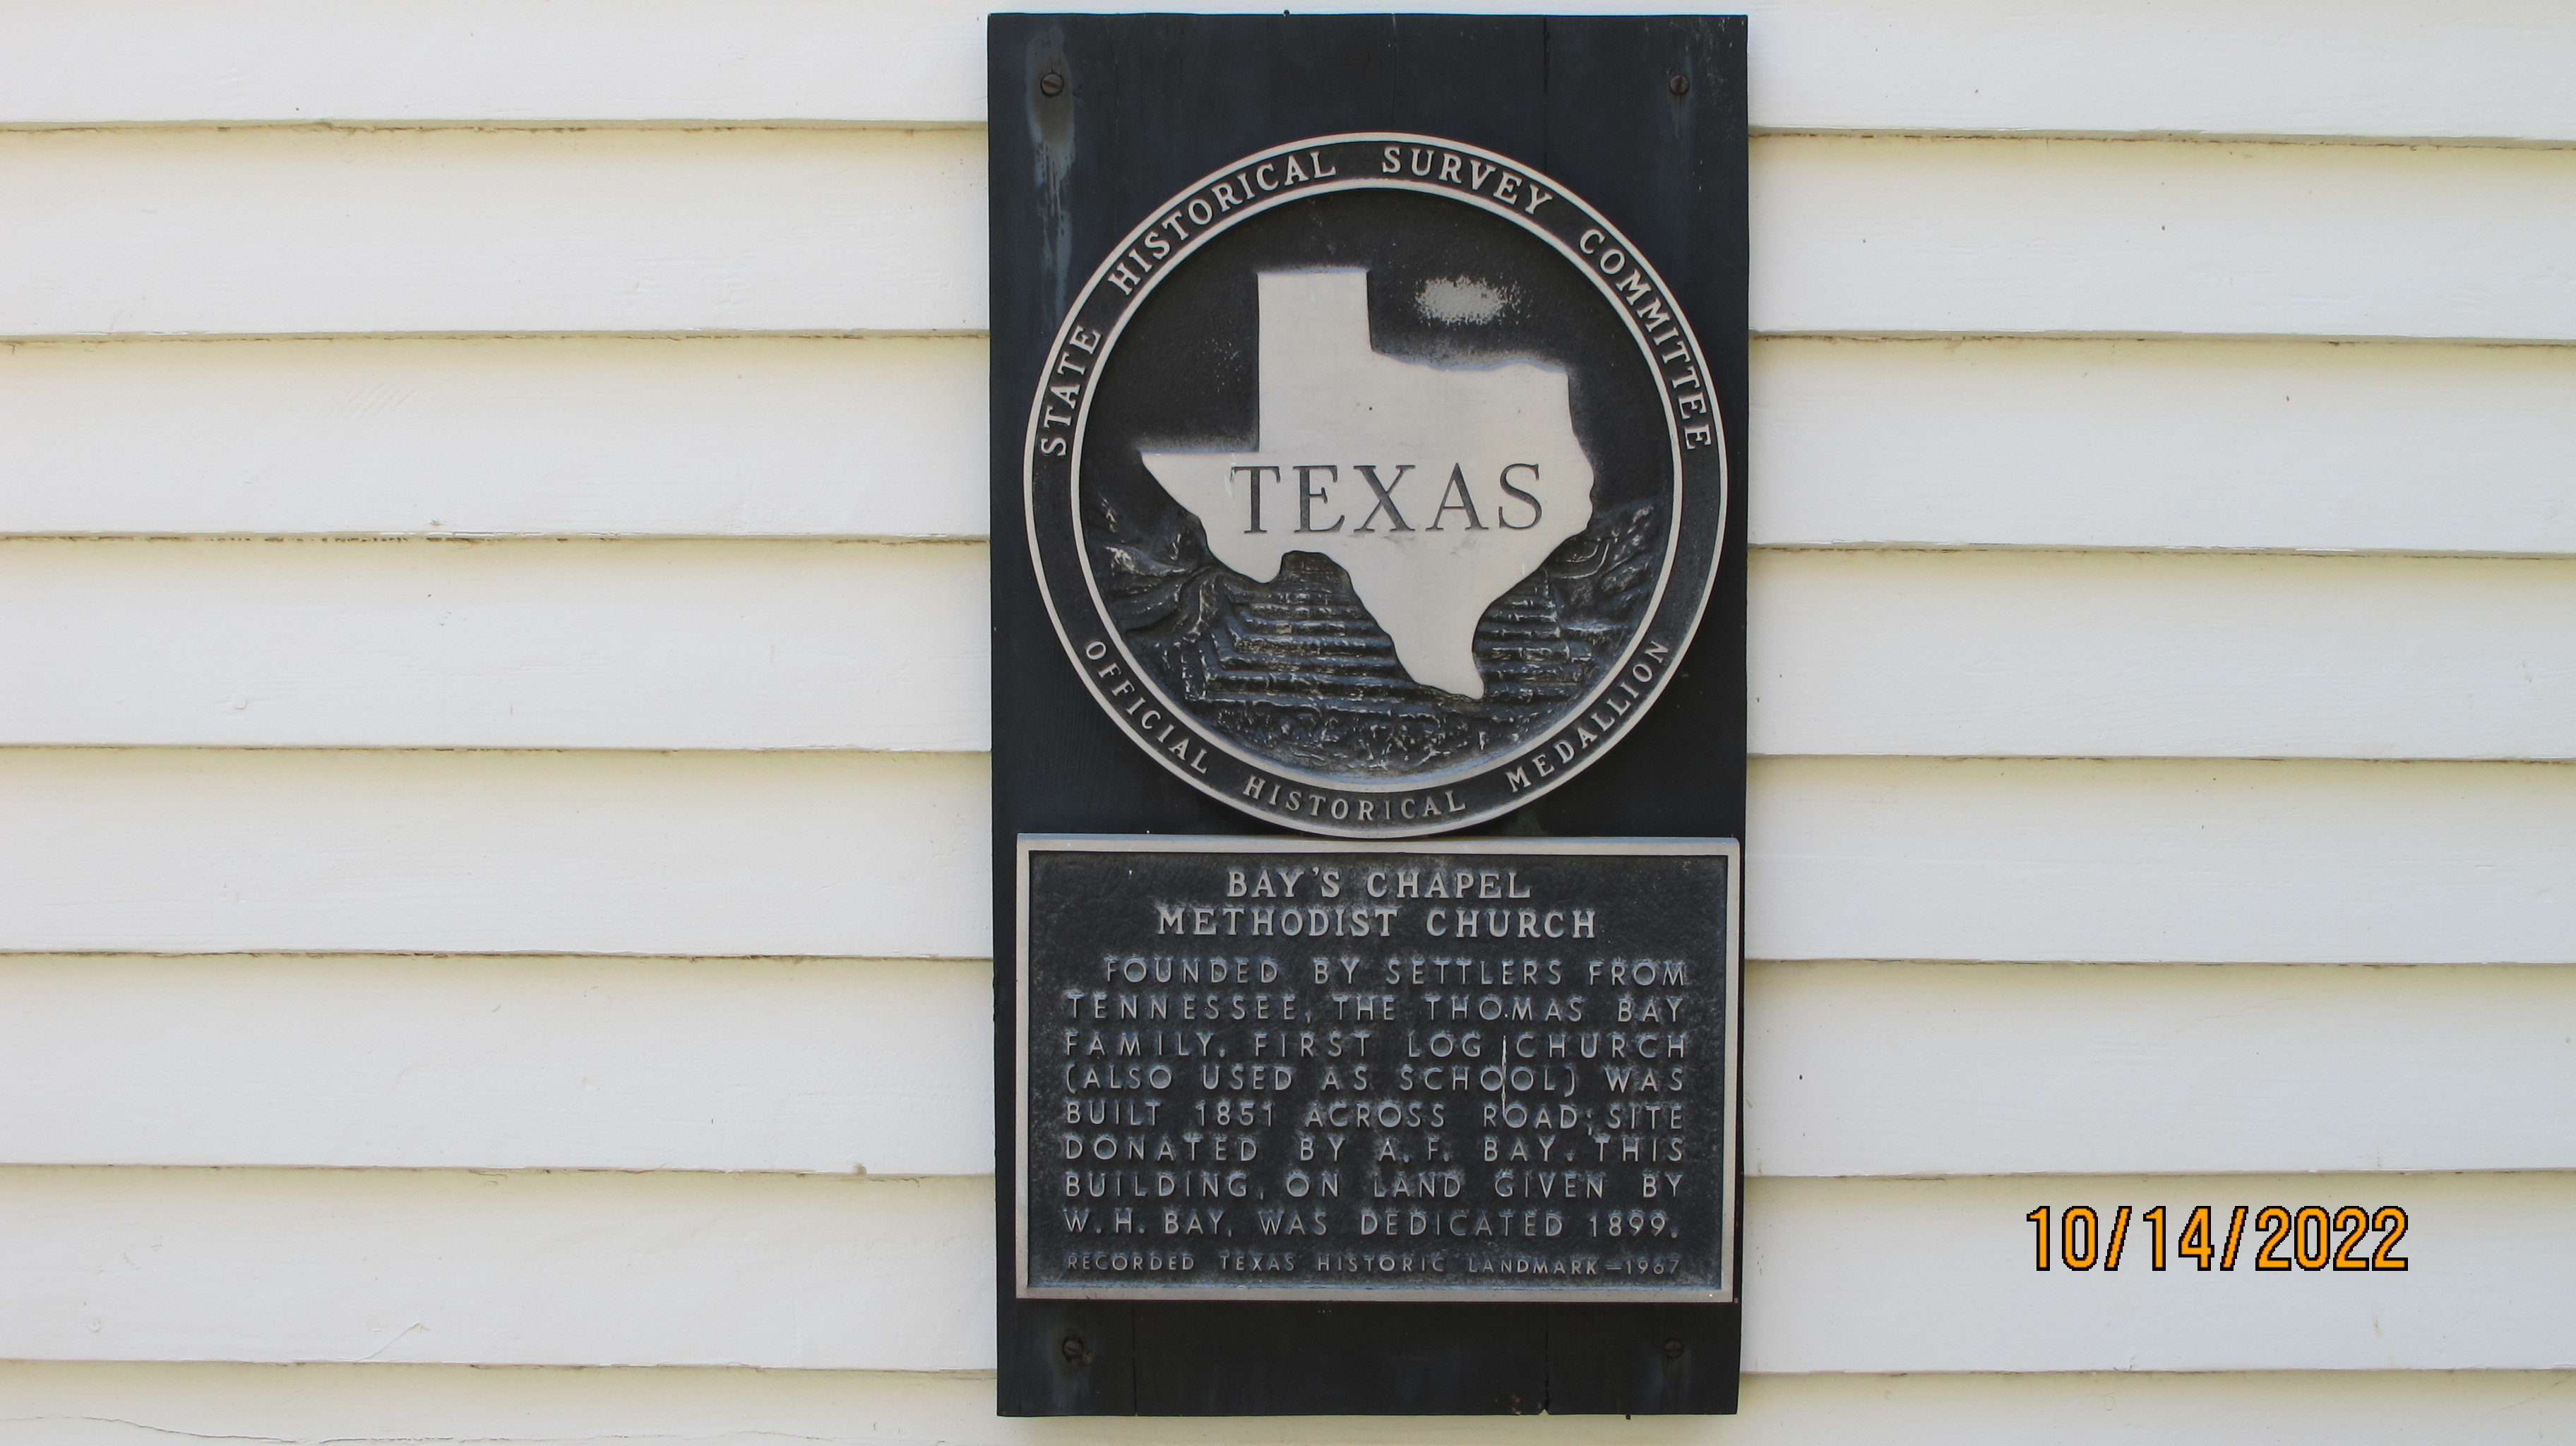 STATE HISTORICAL SURVEY COMMITTEE
TEXAS
OFFICIAL HISTORICAL MEDALLION
BAY'S CHAPEL
METHODIST CHURCH
FOUNDED BY SETTLERS FROM
TENNESSEE, THE THOMAS BAY
FAMILY. FIRST LOG CHURCH
(ALSO USED AS SCHOOL) WAS
BUILT 1851 ACROSS ROAD; SITE
DONATED BY A. F. BAY. THIS
BUILDING, ON LAND GIVEN BY
W. H. BAY, WAS DEDICATED 1899.
RECORDED TEXAS HISTORIC LANDMARK - 1967
10/14/2022